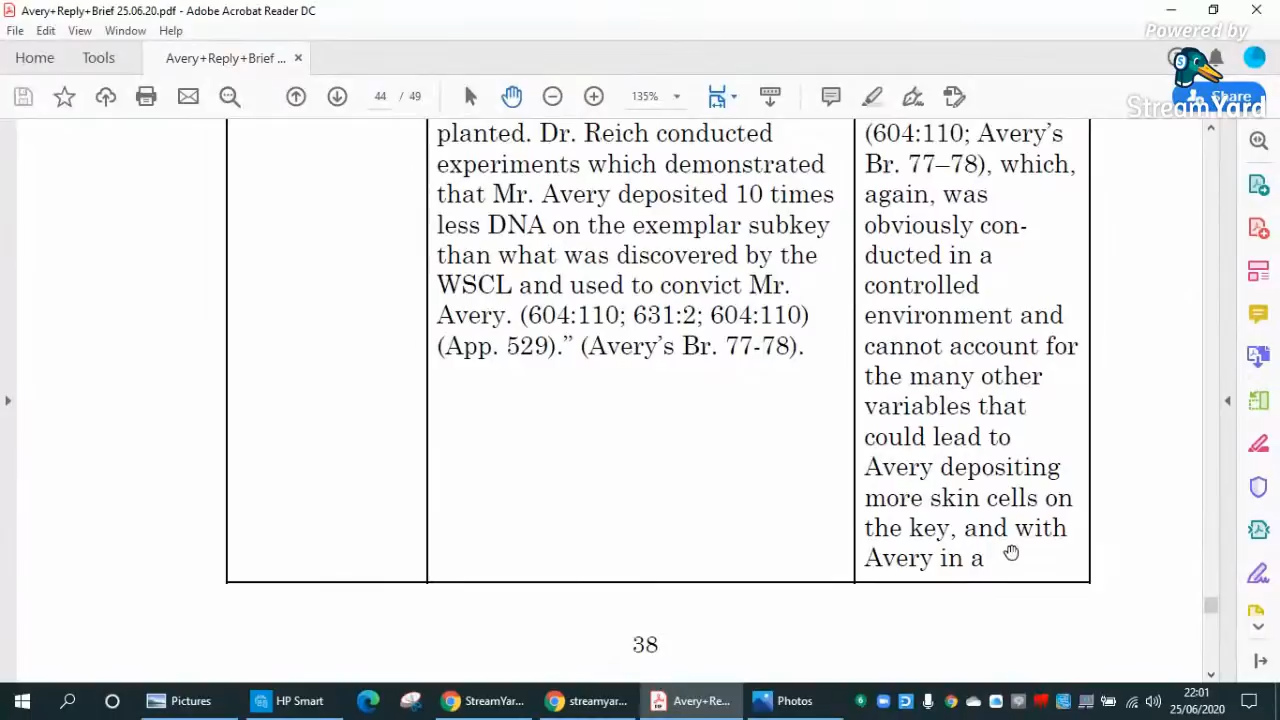 Avery+Reply+Brief 25.06.20.pdf - Adobe Acrobat Reader DC
File Edit View Window Help
Powered by
StreamYard
Home Tools Avery+Reply+Brief ... ×
44 / 49
135%
Share
planted. Dr. Reich conducted
experiments which demonstrated
that Mr. Avery deposited 10 times
less DNA on the exemplar subkey
than what was discovered by the
WSCL and used to convict Mr.
Avery. (604:110; 631:2; 604:110)
(App. 529).” (Avery’s Br. 77-78).
(604:110; Avery’s
Br. 77–78), which,
again, was
obviously con-
ducted in a
controlled
environment and
cannot account for
the many other
variables that
could lead to
Avery depositing
more skin cells on
the key, and with
Avery in a
38
Pictures HP Smart StreamYar... streamyar... Avery+Re... Photos
22:01
25/06/2020